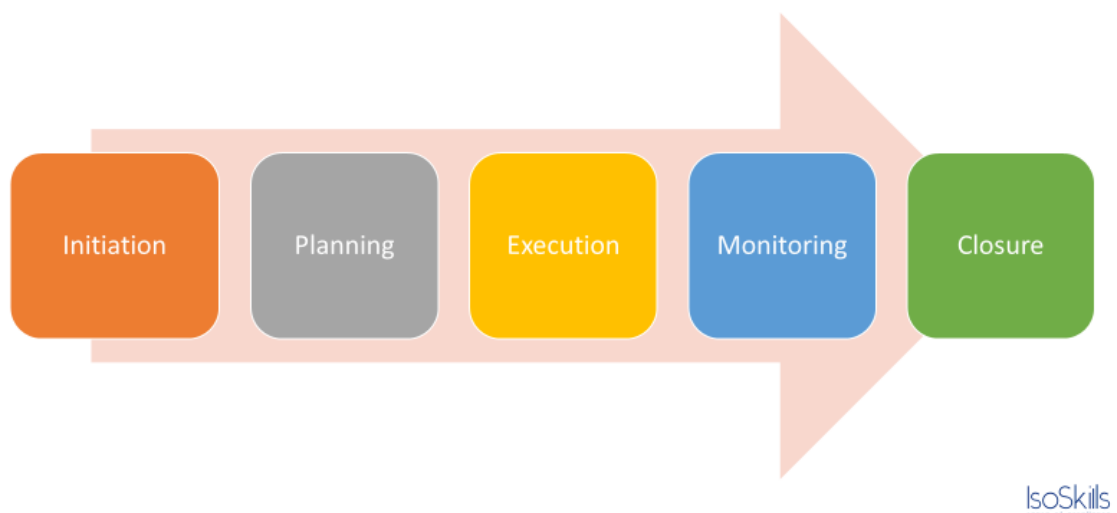 Initiation
Planning
Execution
Monitoring
Closure
IsoSkills